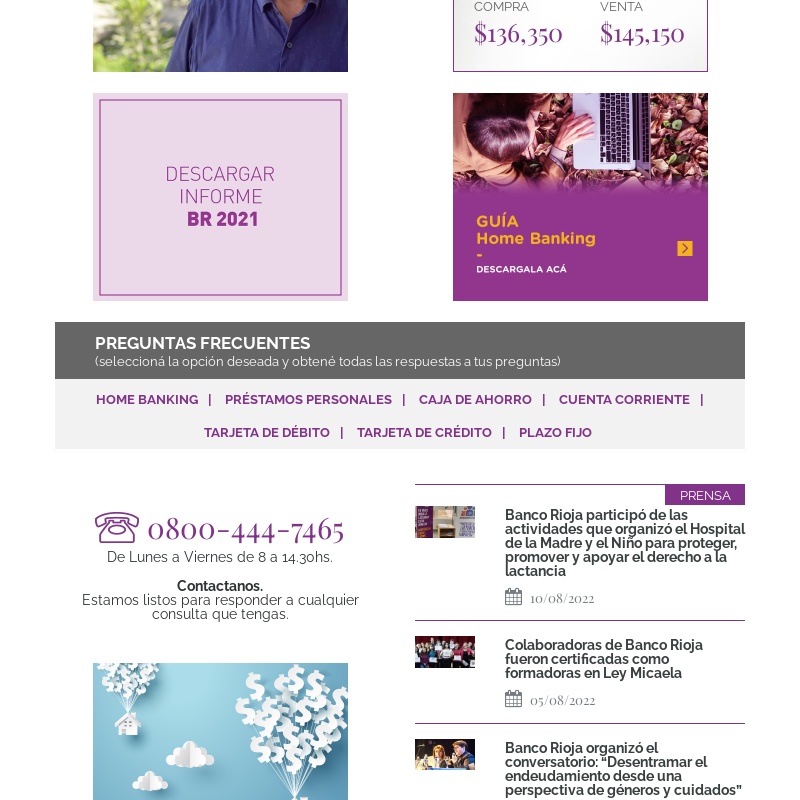 COMPRA
VENTA
$136,350
$145,150
DESCARGAR
INFORME
BR 2021
GUÍA
Home Banking
-
DESCARGALA ACÁ
PREGUNTAS FRECUENTES
(seleccioná la opción deseada y obtené todas las respuestas a tus preguntas)
HOME BANKING | PRÉSTAMOS PERSONALES | CAJA DE AHORRO | CUENTA CORRIENTE |
TARJETA DE DÉBITO | TARJETA DE CRÉDITO | PLAZO FIJO
0800-444-7465
De Lunes a Viernes de 8 a 14.30hs.
Contactanos.
Estamos listos para responder a cualquier
consulta que tengas.
PRENSA
Banco Rioja participó de las
actividades que organizó el Hospital
de la Madre y el Niño para proteger,
promover y apoyar el derecho a la
lactancia
10/08/2022
Colaboradoras de Banco Rioja
fueron certificadas como
formadoras en Ley Micaela
05/08/2022
Banco Rioja organizó el
conversatorio: “Desentramar el
endeudamiento desde una
perspectiva de géneros y cuidados”